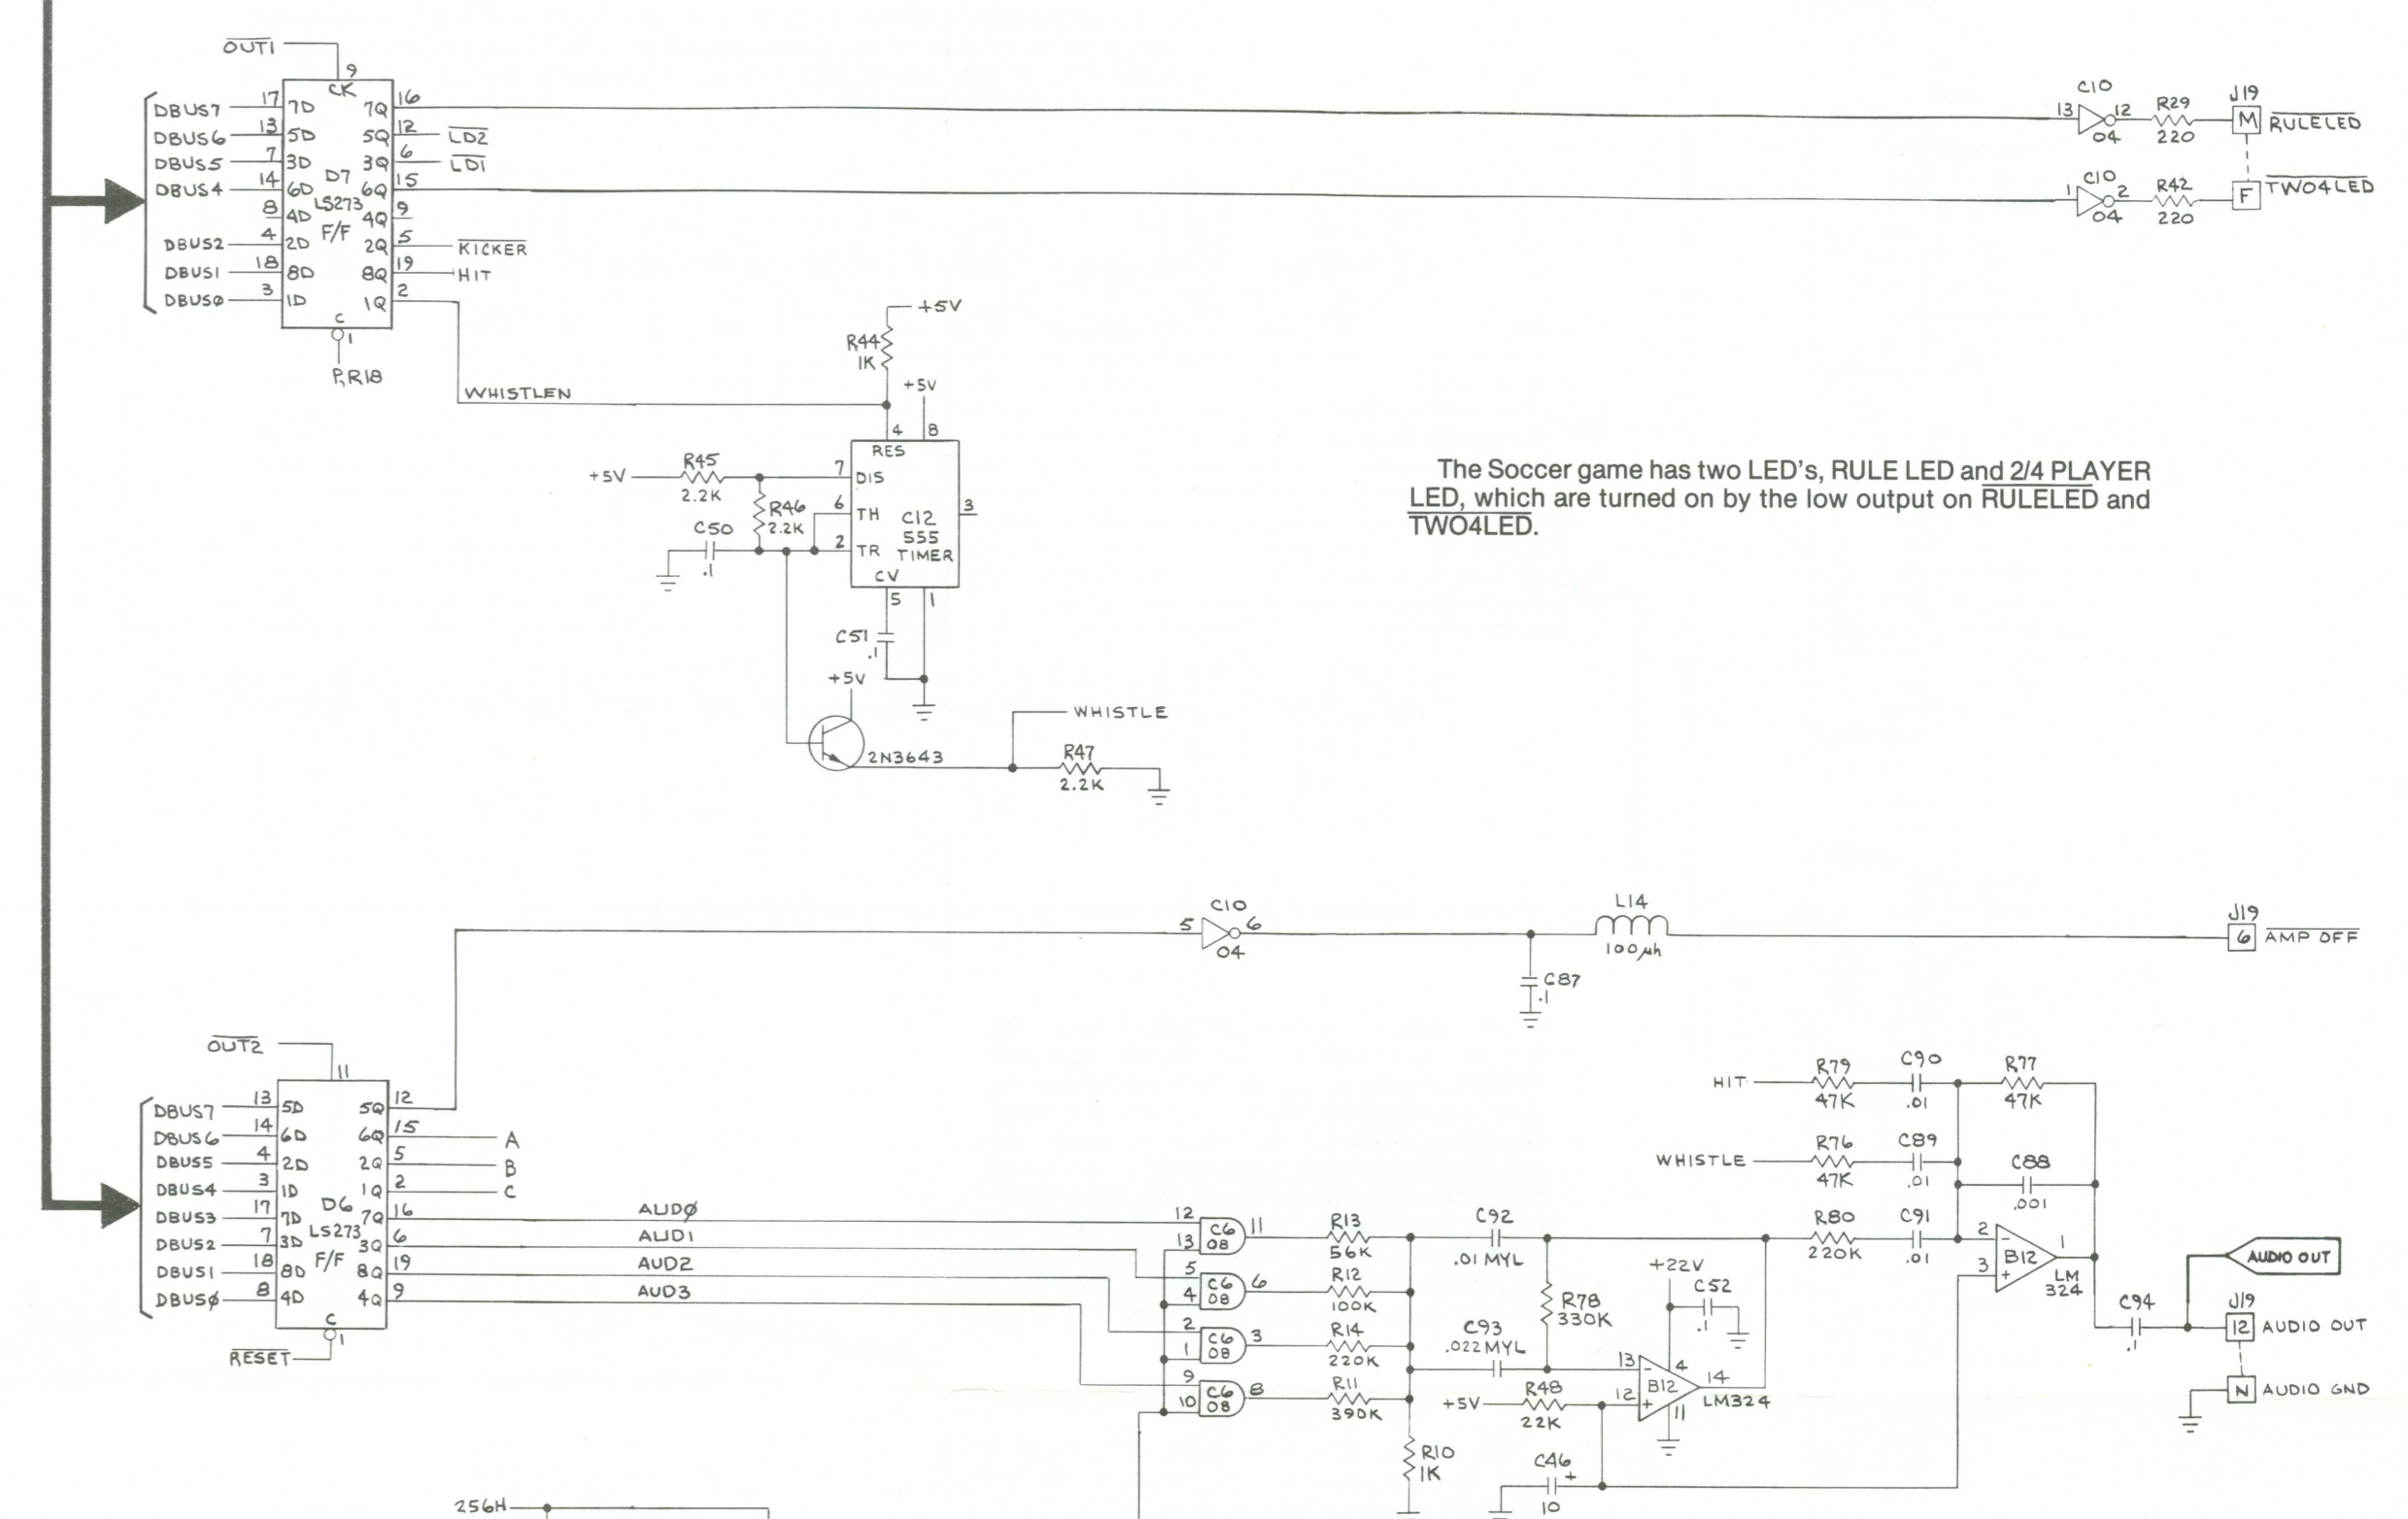 OUT1
9
CK
DBUS7 17 7D 7Q 16
DBUS6 13 5D 5Q 12 LD2
DBUS5 7 3D 3Q 6 LD1
DBUS4 14 6D 6Q 15
8 4D 4Q 9
DBUS2 4 2D 2Q 5 KICKER
DBUS1 18 8D 8Q 19 HIT
DBUS0 3 1D 1Q 2
D7
LS273
F/F
C
1
P,R18
C10
13 12
04
R29
220
J19
M RULELED
C10
1 2
04
R42
220
F TWO4LED
WHISTLEN
+5V
R44
1K
+5V
4 8
RES
+5V
R45
2.2K
7 DIS
R46
2.2K
6 TH
C50
.1
2 TR
C12
555
TIMER
3
CV
5 1
C51
.1
+5V
2N3643
WHISTLE
R47
2.2K
The Soccer game has two LED's, RULE LED and 2/4 PLAYER
LED, which are turned on by the low output on RULELED and
TWO4LED.
C10
5 6
04
L14
100µh
C87
.1
J19
6 AMP OFF
OUT2
11
DBUS7 13 5D 5Q 12
DBUS6 14 6D 6Q 15 A
DBUS5 4 2D 2Q 5 B
DBUS4 3 1D 1Q 2 C
DBUS3 17 7D 7Q 16 AUDØ
DBUS2 7 3D 3Q 6 AUD1
DBUS1 18 8D 8Q 19 AUD2
DBUSØ 8 4D 4Q 9 AUD3
D6
LS273
F/F
C
1
RESET
12 13 C6 08 11
R13
56K
5 4 C6 08 6
R12
100K
2 1 C6 08 3
R14
220K
9 10 C6 08 8
R11
390K
R10
1K
C92
.01 MYL
C93
.022 MYL
R78
330K
+22V
C52
.1
+5V
R48
22K
C46
+
10
13 -
12 +
4
B12
11
14
LM324
HIT
R79
47K
C90
.01
R77
47K
WHISTLE
R76
47K
C89
.01
C88
.001
R80
220K
C91
.01
2 -
3 +
B12
1
LM
324
AUDIO OUT
C94
.1
J19
12 AUDIO OUT
N AUDIO GND
256H